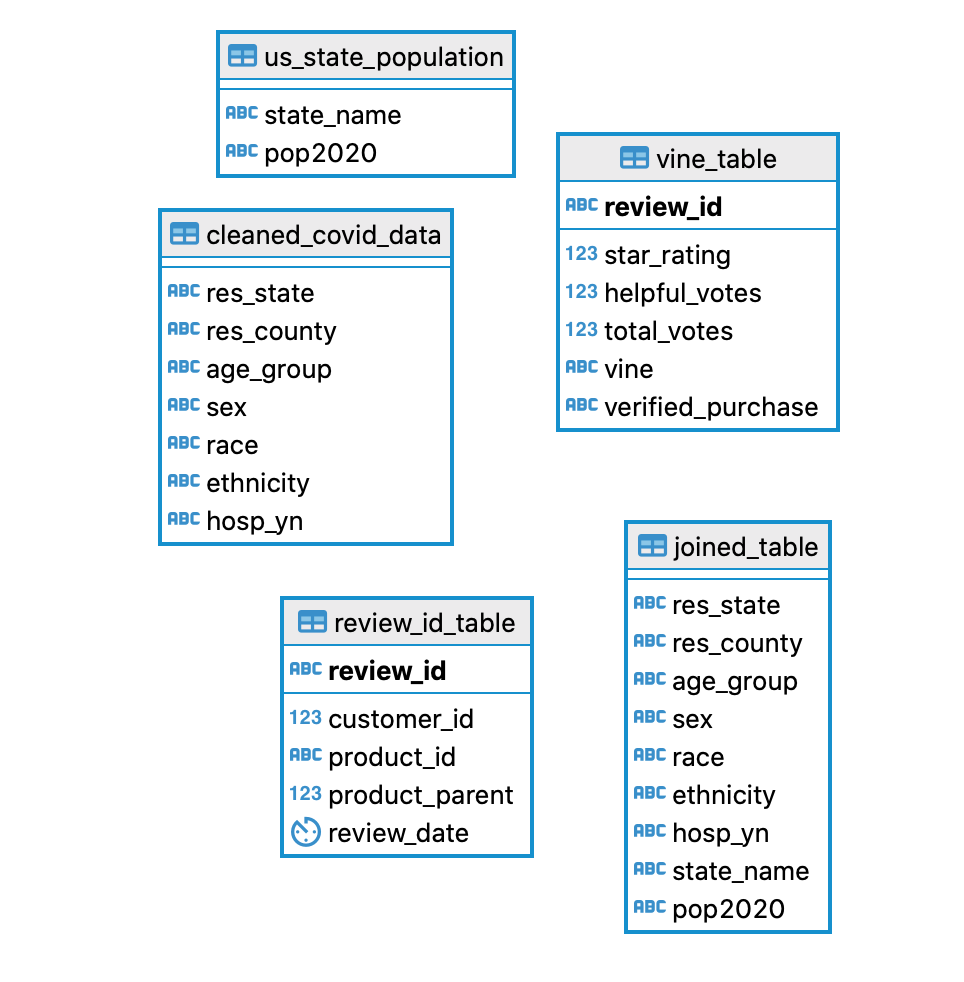 us_state_population
ABC state_name
ABC pop2020
vine_table
ABC review_id
123 star_rating
123 helpful_votes
123 total_votes
ABC vine
ABC verified_purchase
cleaned_covid_data
ABC res_state
ABC res_county
ABC age_group
ABC sex
ABC race
ABC ethnicity
ABC hosp_yn
review_id_table
ABC review_id
123 customer_id
ABC product_id
123 product_parent
review_date
joined_table
ABC res_state
ABC res_county
ABC age_group
ABC sex
ABC race
ABC ethnicity
ABC hosp_yn
ABC state_name
ABC pop2020